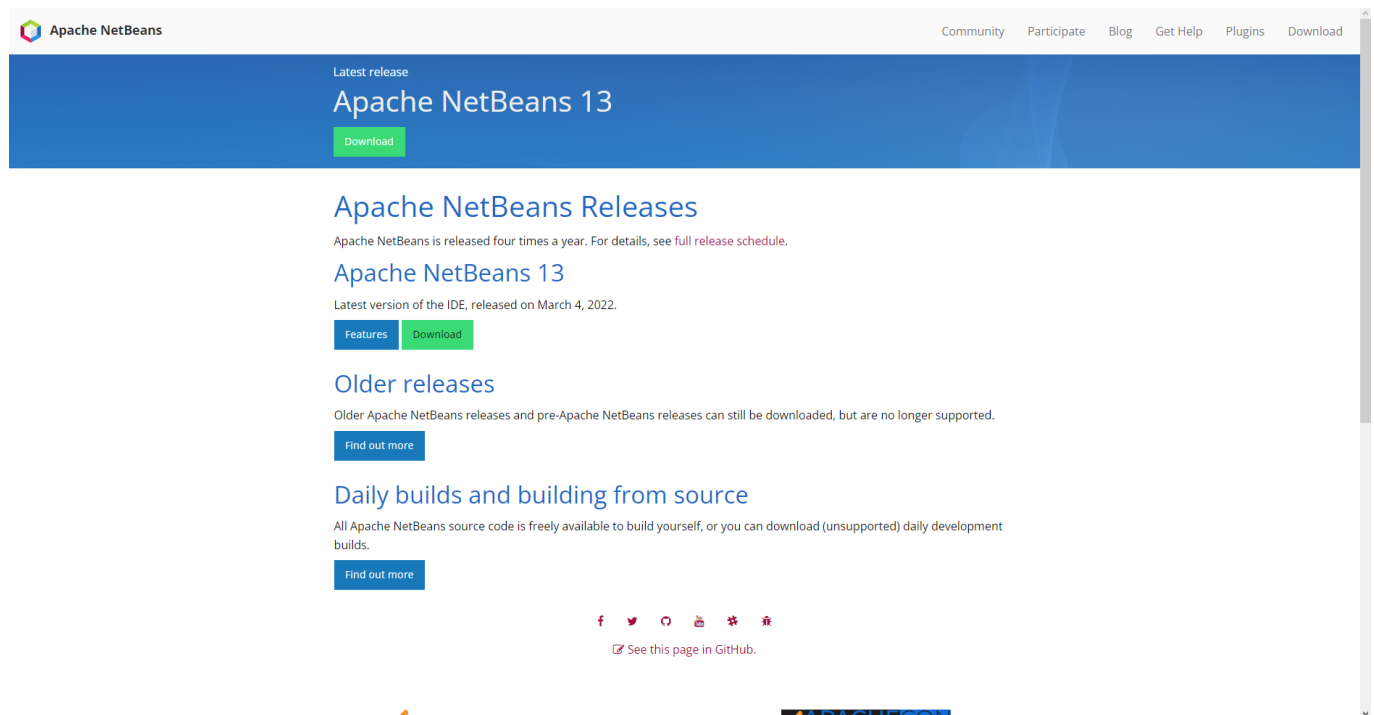 Apache NetBeans
Community Participate Blog Get Help Plugins Download
Latest release
Apache NetBeans 13
Download
Apache NetBeans Releases
Apache NetBeans is released four times a year. For details, see full release schedule.
Apache NetBeans 13
Latest version of the IDE, released on March 4, 2022.
Features Download
Older releases
Older Apache NetBeans releases and pre-Apache NetBeans releases can still be downloaded, but are no longer supported.
Find out more
Daily builds and building from source
All Apache NetBeans source code is freely available to build yourself, or you can download (unsupported) daily development
builds.
Find out more
See this page in GitHub.